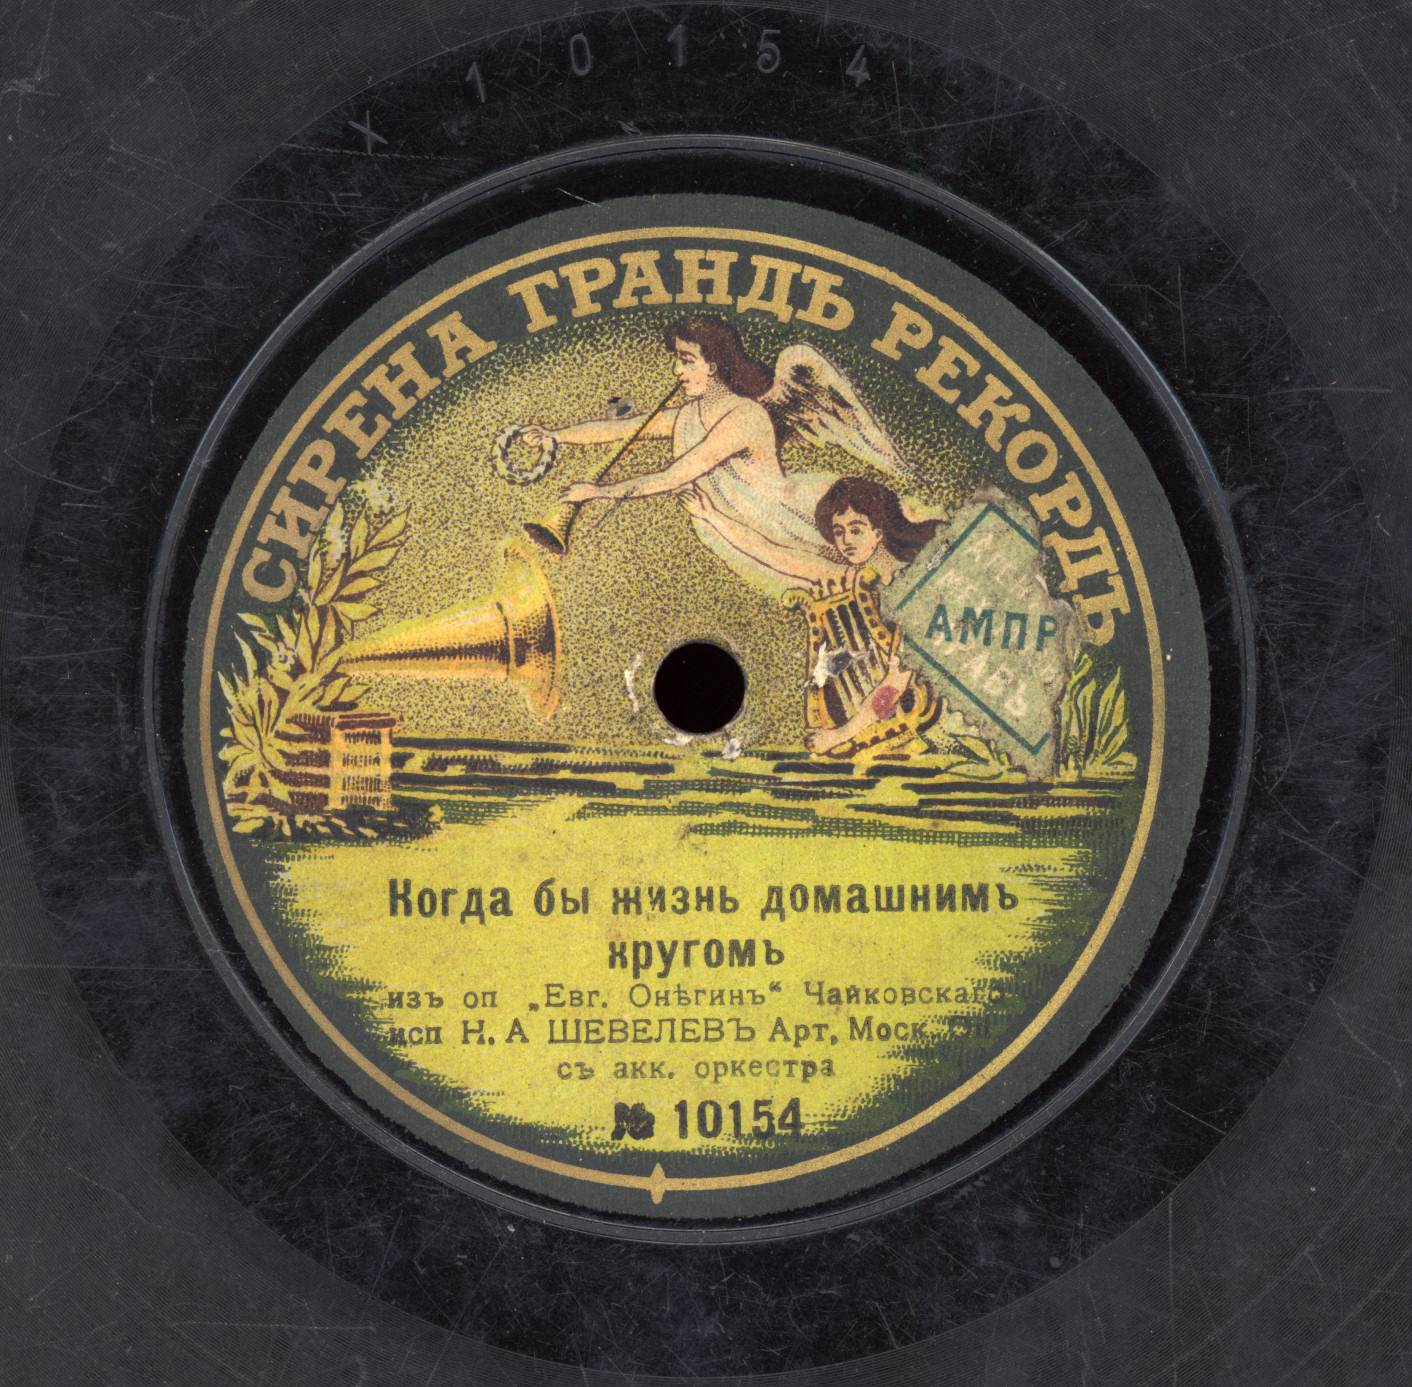 x 10154
СИРЕНА ГРАНДЪ РЕКОРДЪ
АМПР
Когда бы жизнь домашнимъ
кругомъ
изъ оп „Евг. Онѣгинъ“ Чайковскаго
исп Н. А ШЕВЕЛЕВЪ Арт. Моск.
съ акк. оркестра
№ 10154